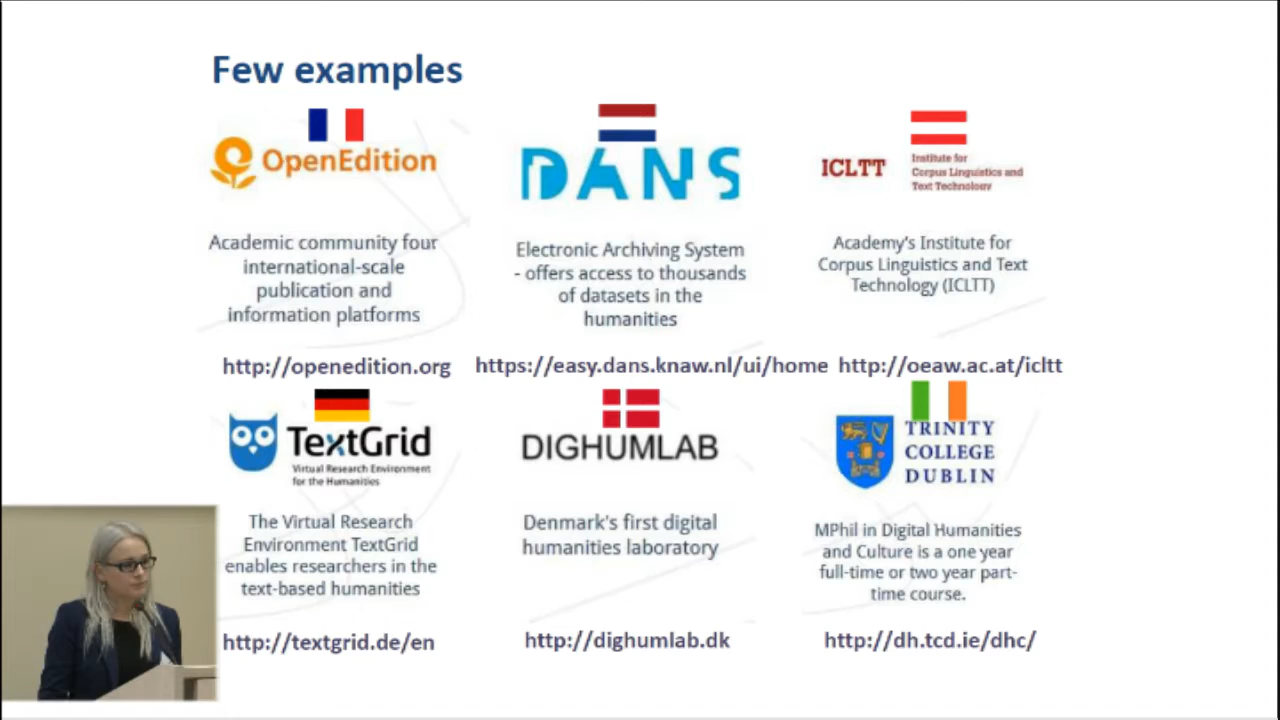 Few examples
OpenEdition
Academic community four
international-scale
publication and
information platforms
http://openedition.org
DANS
Electronic Archiving System
- offers access to thousands
of datasets in the
humanities
https://easy.dans.knaw.nl/ui/home
ICLTT
Institute for
Corpus Linguistics and
Text Technology
Academy's Institute for
Corpus Linguistics and Text
Technology (ICLTT)
http://oeaw.ac.at/icltt
TextGrid
Virtual Research Environment
for the Humanities
The Virtual Research
Environment TextGrid
enables researchers in the
text-based humanities
http://textgrid.de/en
DIGHUMLAB
Denmark's first digital
humanities laboratory
http://dighumlab.dk
TRINITY
COLLEGE
DUBLIN
MPhil in Digital Humanities
and Culture is a one year
full-time or two year part-
time course.
http://dh.tcd.ie/dhc/